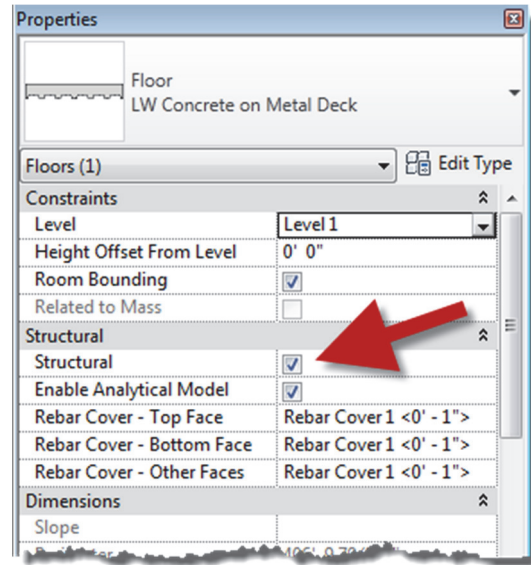 Properties
Floor
LW Concrete on Metal Deck
Floors (1) Edit Type
Constraints
Level Level 1
Height Offset From Level 0' 0"
Room Bounding
Related to Mass
Structural
Structural
Enable Analytical Model
Rebar Cover - Top Face Rebar Cover 1 <0' - 1">
Rebar Cover - Bottom Face Rebar Cover 1 <0' - 1">
Rebar Cover - Other Faces Rebar Cover 1 <0' - 1">
Dimensions
Slope